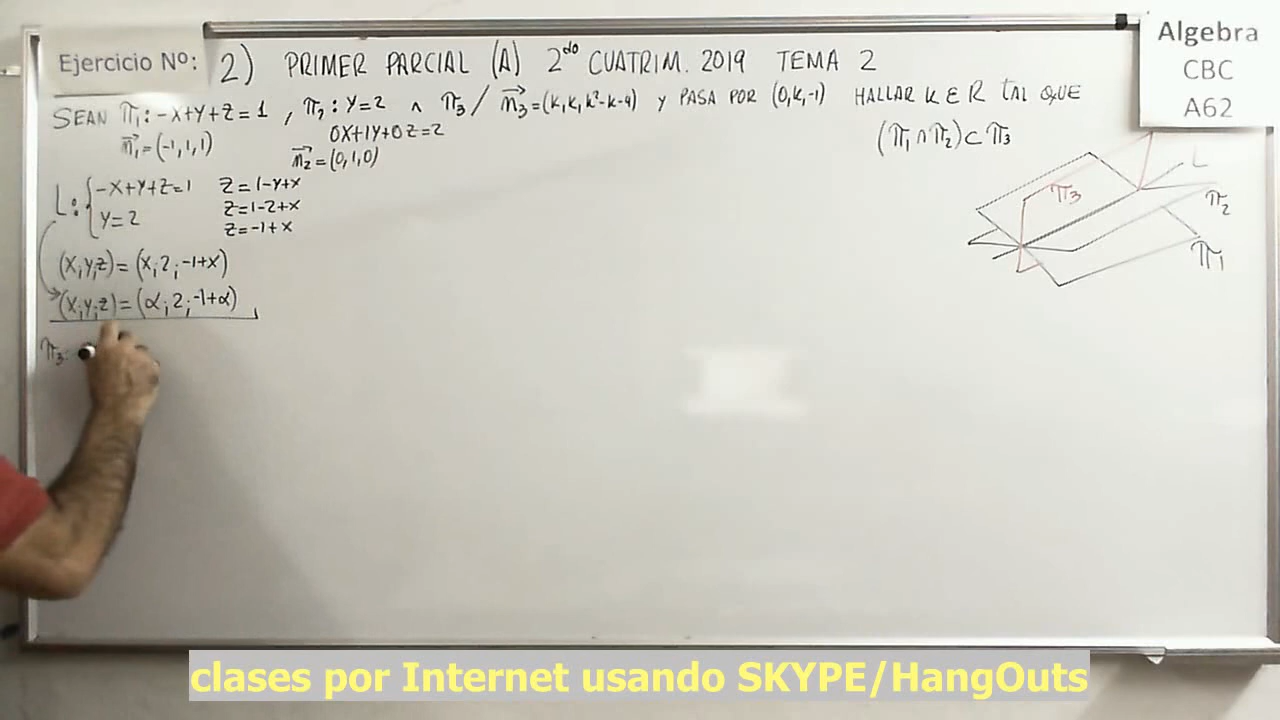 Ejercicio Nº: 2) PRIMER PARCIAL (A) 2do CUATRIM. 2019 TEMA 2
Algebra
CBC
A62
SEAN π1: -X+Y+Z=1 , π2: Y=2 ∧ π3 / n3=(k,k,k²-k-4) Y PASA POR (0,k,-1) HALLAR K ∈ R TAL QUE
n1=(-1,1,1) 0X+1Y+0Z=2 (π1∩π2)⊂π3
n2=(0,1,0)
L: { -X+Y+Z=1 Z=1-Y+X
Y=2 Z=1-2+X
Z=-1+X
(X,Y,Z)=(X;2;-1+X)
(X;Y;Z)=(α;2;-1+α)
π3:
π3
L
π2
π1
clases por Internet usando SKYPE/HangOuts